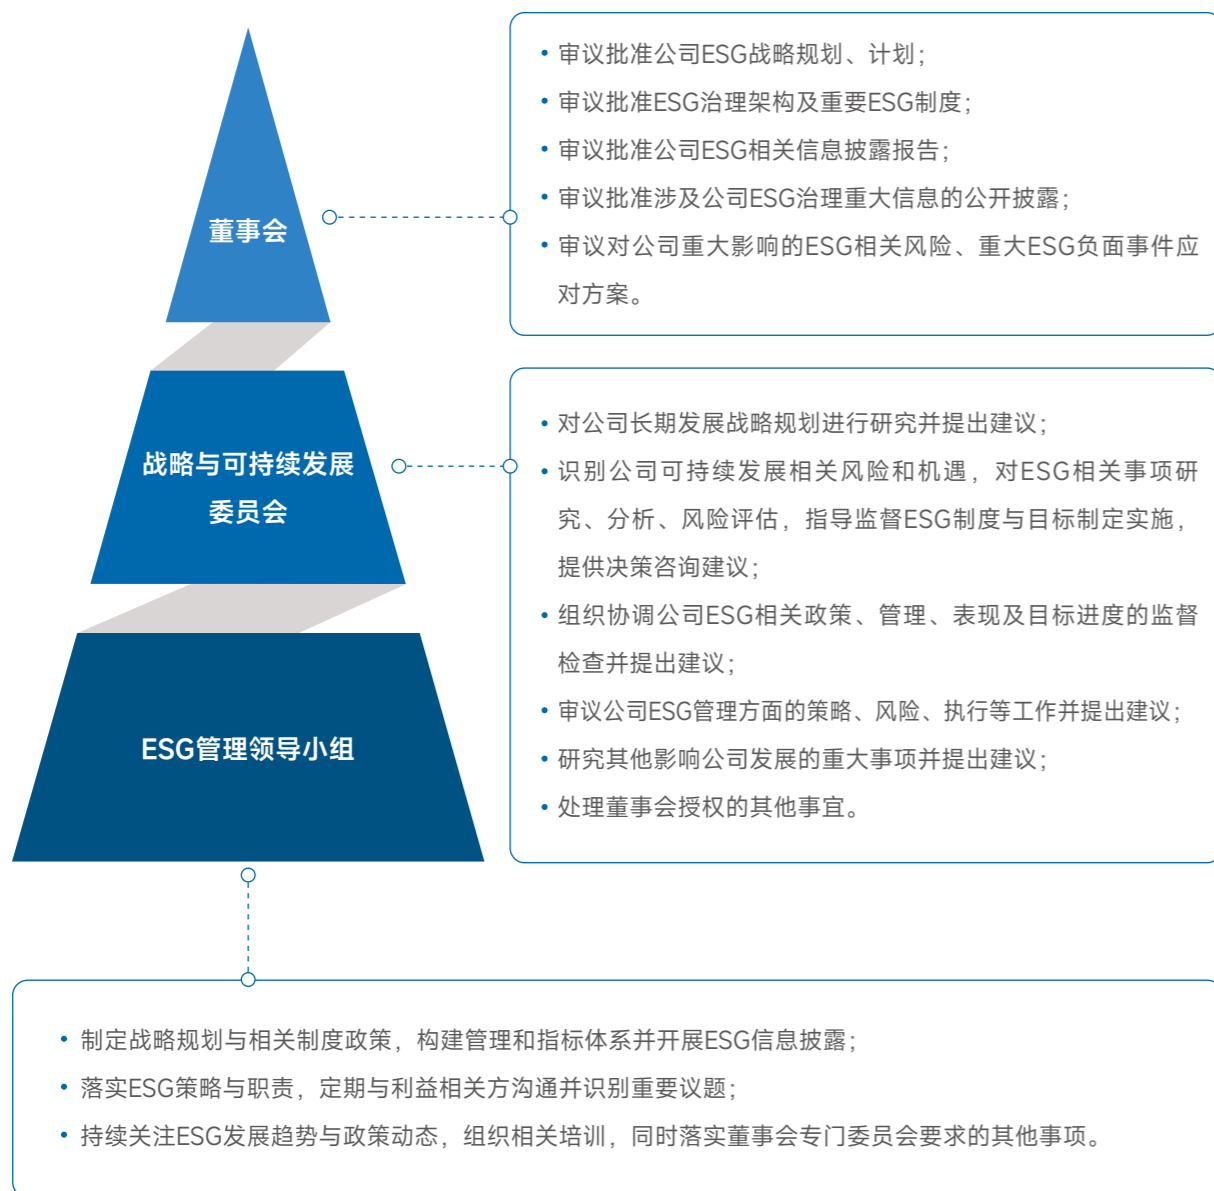 董事会
• 审议批准公司ESG战略规划、计划；
• 审议批准ESG治理架构及重要ESG制度；
• 审议批准公司ESG相关信息披露报告；
• 审议批准涉及公司ESG治理重大信息的公开披露；
• 审议对公司重大影响的ESG相关风险、重大ESG负面事件应
对方案。
战略与可持续发展
委员会
• 对公司长期发展战略规划进行研究并提出建议；
• 识别公司可持续发展相关风险和机遇，对ESG相关事项研
究、分析、风险评估，指导监督ESG制度与目标制定实施，
提供决策咨询建议；
• 组织协调公司ESG相关政策、管理、表现及目标进度的监督
检查并提出建议；
• 审议公司ESG管理方面的策略、风险、执行等工作并提出建议；
• 研究其他影响公司发展的重大事项并提出建议；
• 处理董事会授权的其他事宜。
ESG管理领导小组
• 制定战略规划与相关制度政策，构建管理和指标体系并开展ESG信息披露；
• 落实ESG策略与职责，定期与利益相关方沟通并识别重要议题；
• 持续关注ESG发展趋势与政策动态，组织相关培训，同时落实董事会专门委员会要求的其他事项。